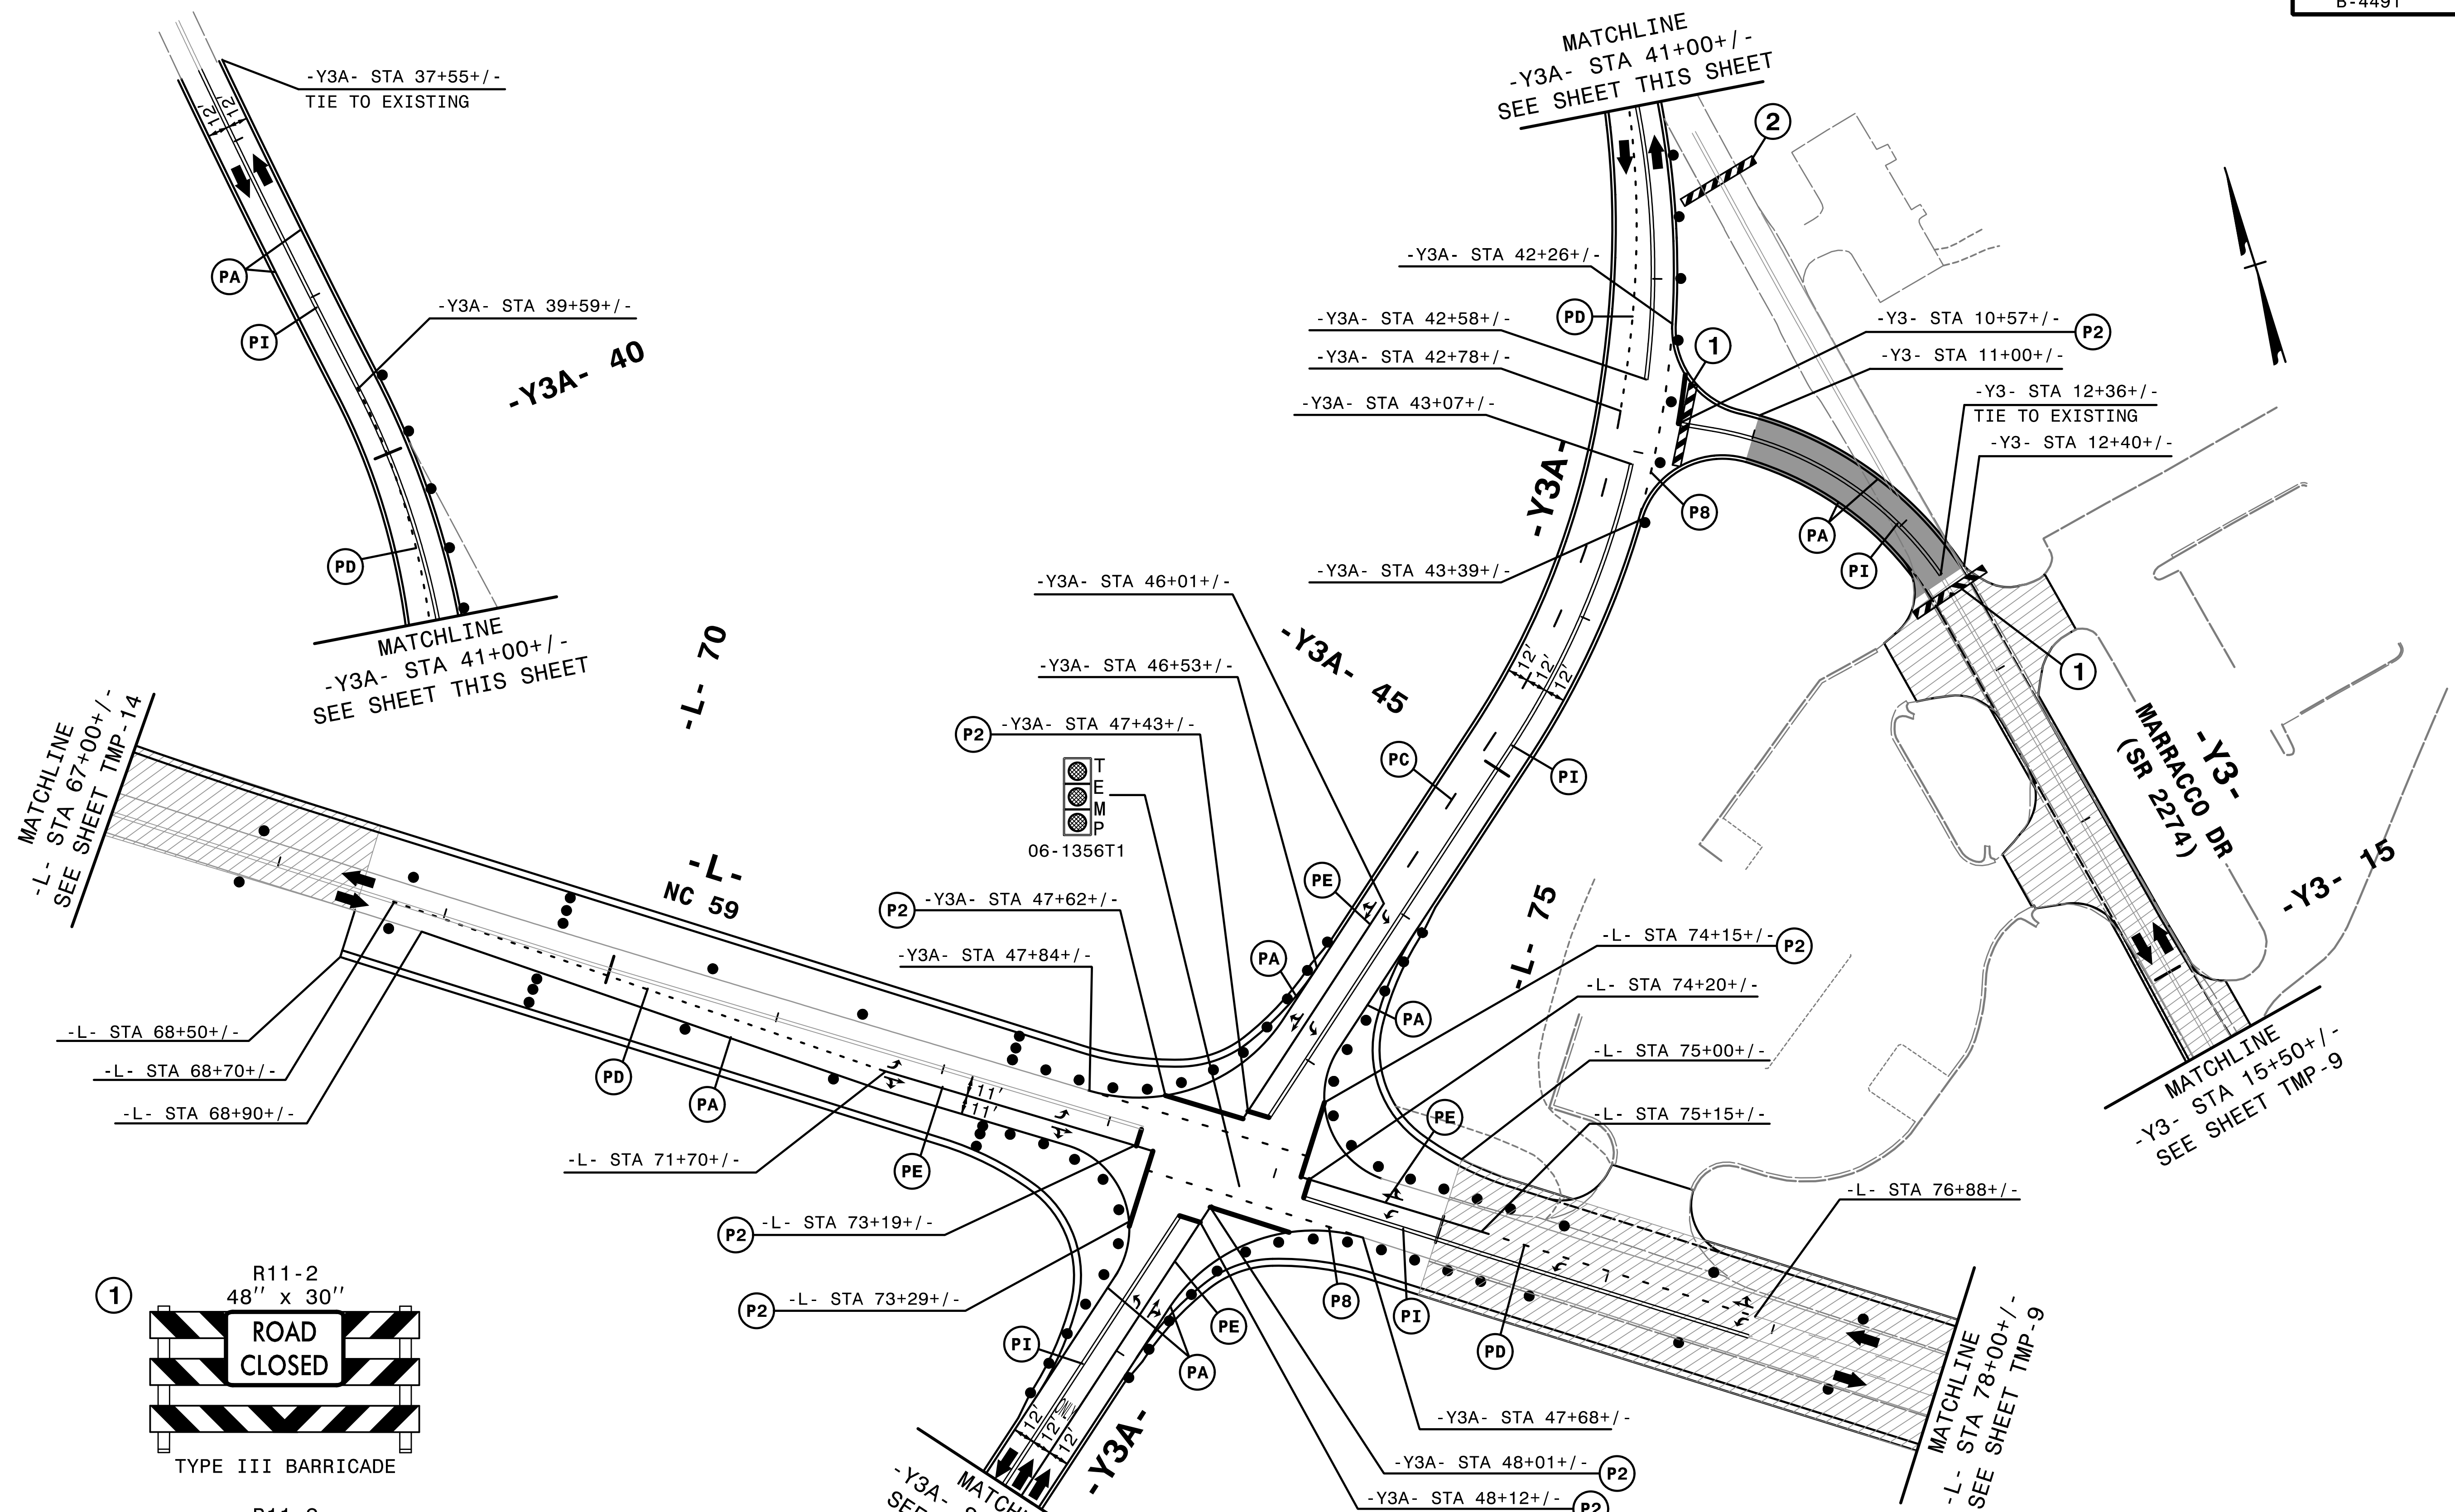 B-4491
-Y3A- STA 37+55+/-
TIE TO EXISTING
12'
12'
PA
PI
-Y3A- STA 39+59+/-
-Y3A- 40
PD
MATCHLINE
-Y3A- STA 41+00+/-
SEE SHEET THIS SHEET
MATCHLINE
-Y3A- STA 41+00+/-
SEE SHEET THIS SHEET
2
-Y3A- STA 42+26+/-
-Y3A- STA 42+58+/-
PD
-Y3A- STA 42+78+/-
-Y3A- STA 43+07+/-
1
-Y3- STA 10+57+/-
P2
-Y3- STA 11+00+/-
-Y3- STA 12+36+/-
TIE TO EXISTING
-Y3- STA 12+40+/-
-Y3A-
P8
PA
PI
-Y3A- STA 43+39+/-
1
-Y3-
MARRACCO DR
(SR 2274)
-Y3- 15
MATCHLINE
-Y3- STA 15+50+/-
SEE SHEET TMP-9
-Y3A- STA 46+01+/-
-Y3A- STA 46+53+/-
P2
-Y3A- STA 47+43+/-
-Y3A- 45
12'
12'
12'
PC
PI
T
E
M
P
06-1356T1
PE
P2
-Y3A- STA 47+62+/-
-Y3A- STA 47+84+/-
PA
PA
-L- 70
MATCHLINE
-L- STA 67+00+/-
SEE SHEET TMP-14
-L-
NC 59
-L- 75
-L- STA 74+15+/-
P2
-L- STA 74+20+/-
-L- STA 75+00+/-
-L- STA 75+15+/-
PE
-L- STA 76+88+/-
-L- STA 68+50+/-
-L- STA 68+70+/-
-L- STA 68+90+/-
PD
PA
11'
11'
-L- STA 71+70+/-
PE
P2
-L- STA 73+19+/-
P2
-L- STA 73+29+/-
PI
PE
PA
P8
PI
PD
12'
12'
12'
ONLY
-Y3A-
-Y3A- STA 47+68+/-
-Y3A- STA 48+01+/-
P2
-Y3A- STA 48+12+/-
P2
MATCHLINE
-L- STA 78+00+/-
SEE SHEET TMP-9
1
R11-2
48" x 30"
ROAD
CLOSED
TYPE III BARRICADE